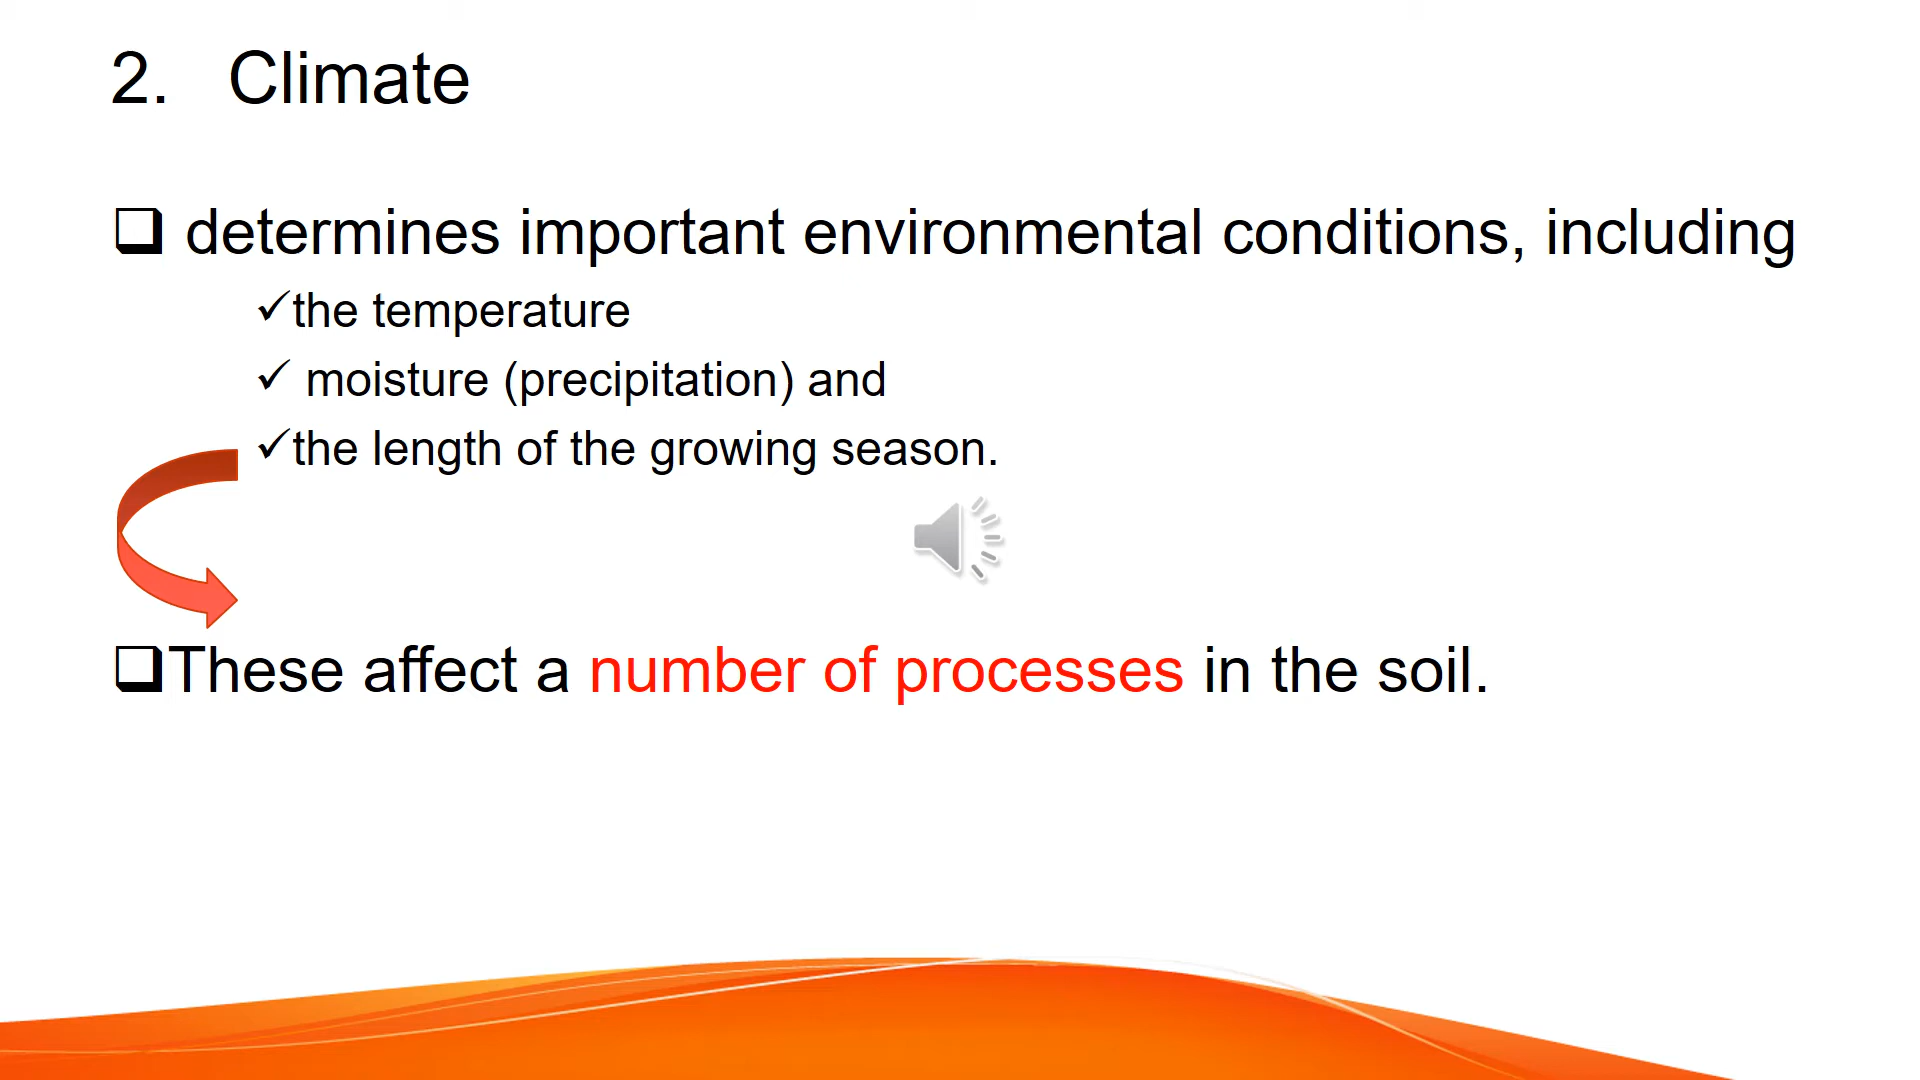 2. Climate
❑ determines important environmental conditions, including
✓the temperature
✓ moisture (precipitation) and
✓the length of the growing season.
❑These affect a number of processes in the soil.